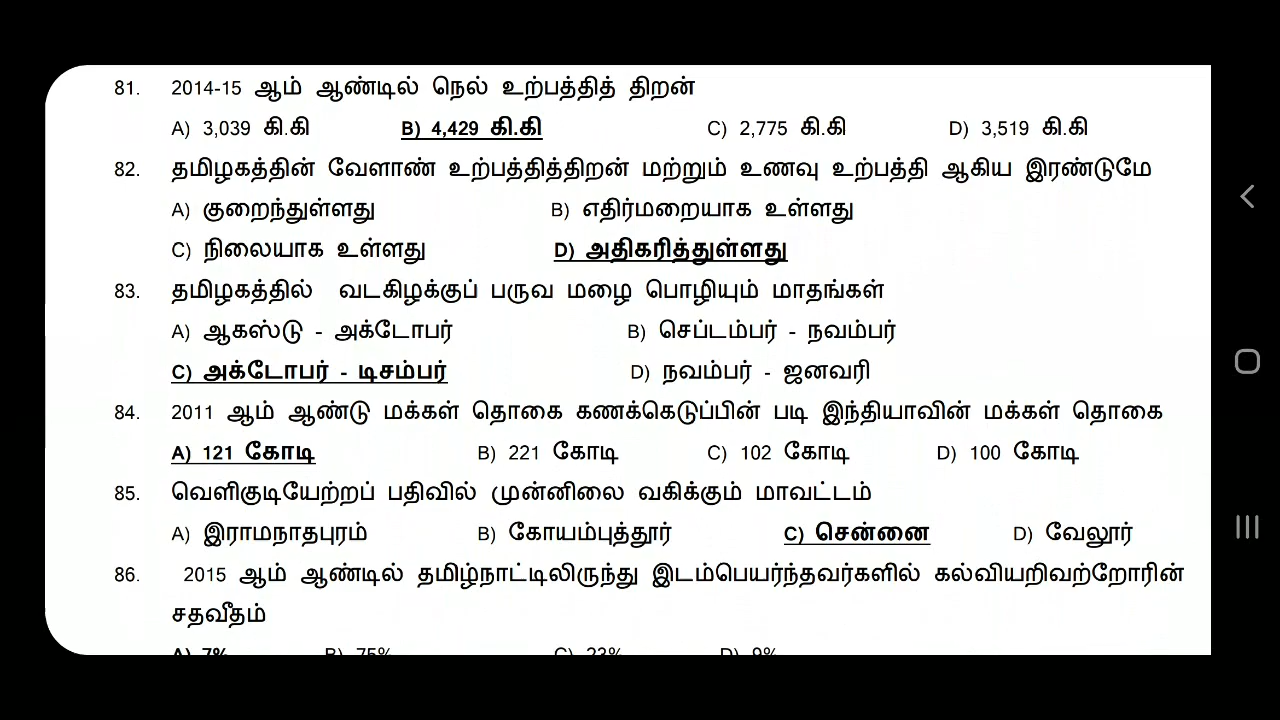 81. 2014-15 ஆம் ஆண்டில் நெல் உற்பத்தித் திறன்
A) 3,039 கி.கி B) 4,429 கி.கி C) 2,775 கி.கி D) 3,519 கி.கி
82. தமிழகத்தின் வேளாண் உற்பத்தித்திறன் மற்றும் உணவு உற்பத்தி ஆகிய இரண்டுமே
A) குறைந்துள்ளது B) எதிர்மறையாக உள்ளது
C) நிலையாக உள்ளது D) அதிகரித்துள்ளது
83. தமிழகத்தில் வடகிழக்குப் பருவ மழை பொழியும் மாதங்கள்
A) ஆகஸ்டு - அக்டோபர் B) செப்டம்பர் - நவம்பர்
C) அக்டோபர் - டிசம்பர் D) நவம்பர் - ஜனவரி
84. 2011 ஆம் ஆண்டு மக்கள் தொகை கணக்கெடுப்பின் படி இந்தியாவின் மக்கள் தொகை
A) 121 கோடி B) 221 கோடி C) 102 கோடி D) 100 கோடி
85. வெளிகுடியேற்றப் பதிவில் முன்னிலை வகிக்கும் மாவட்டம்
A) இராமநாதபுரம் B) கோயம்புத்தூர் C) சென்னை D) வேலூர்
86. 2015 ஆம் ஆண்டில் தமிழ்நாட்டிலிருந்து இடம்பெயர்ந்தவர்களில் கல்வியறிவற்றோரின்
சதவீதம்
A) 7% B) 75% C) 23% D) 9%